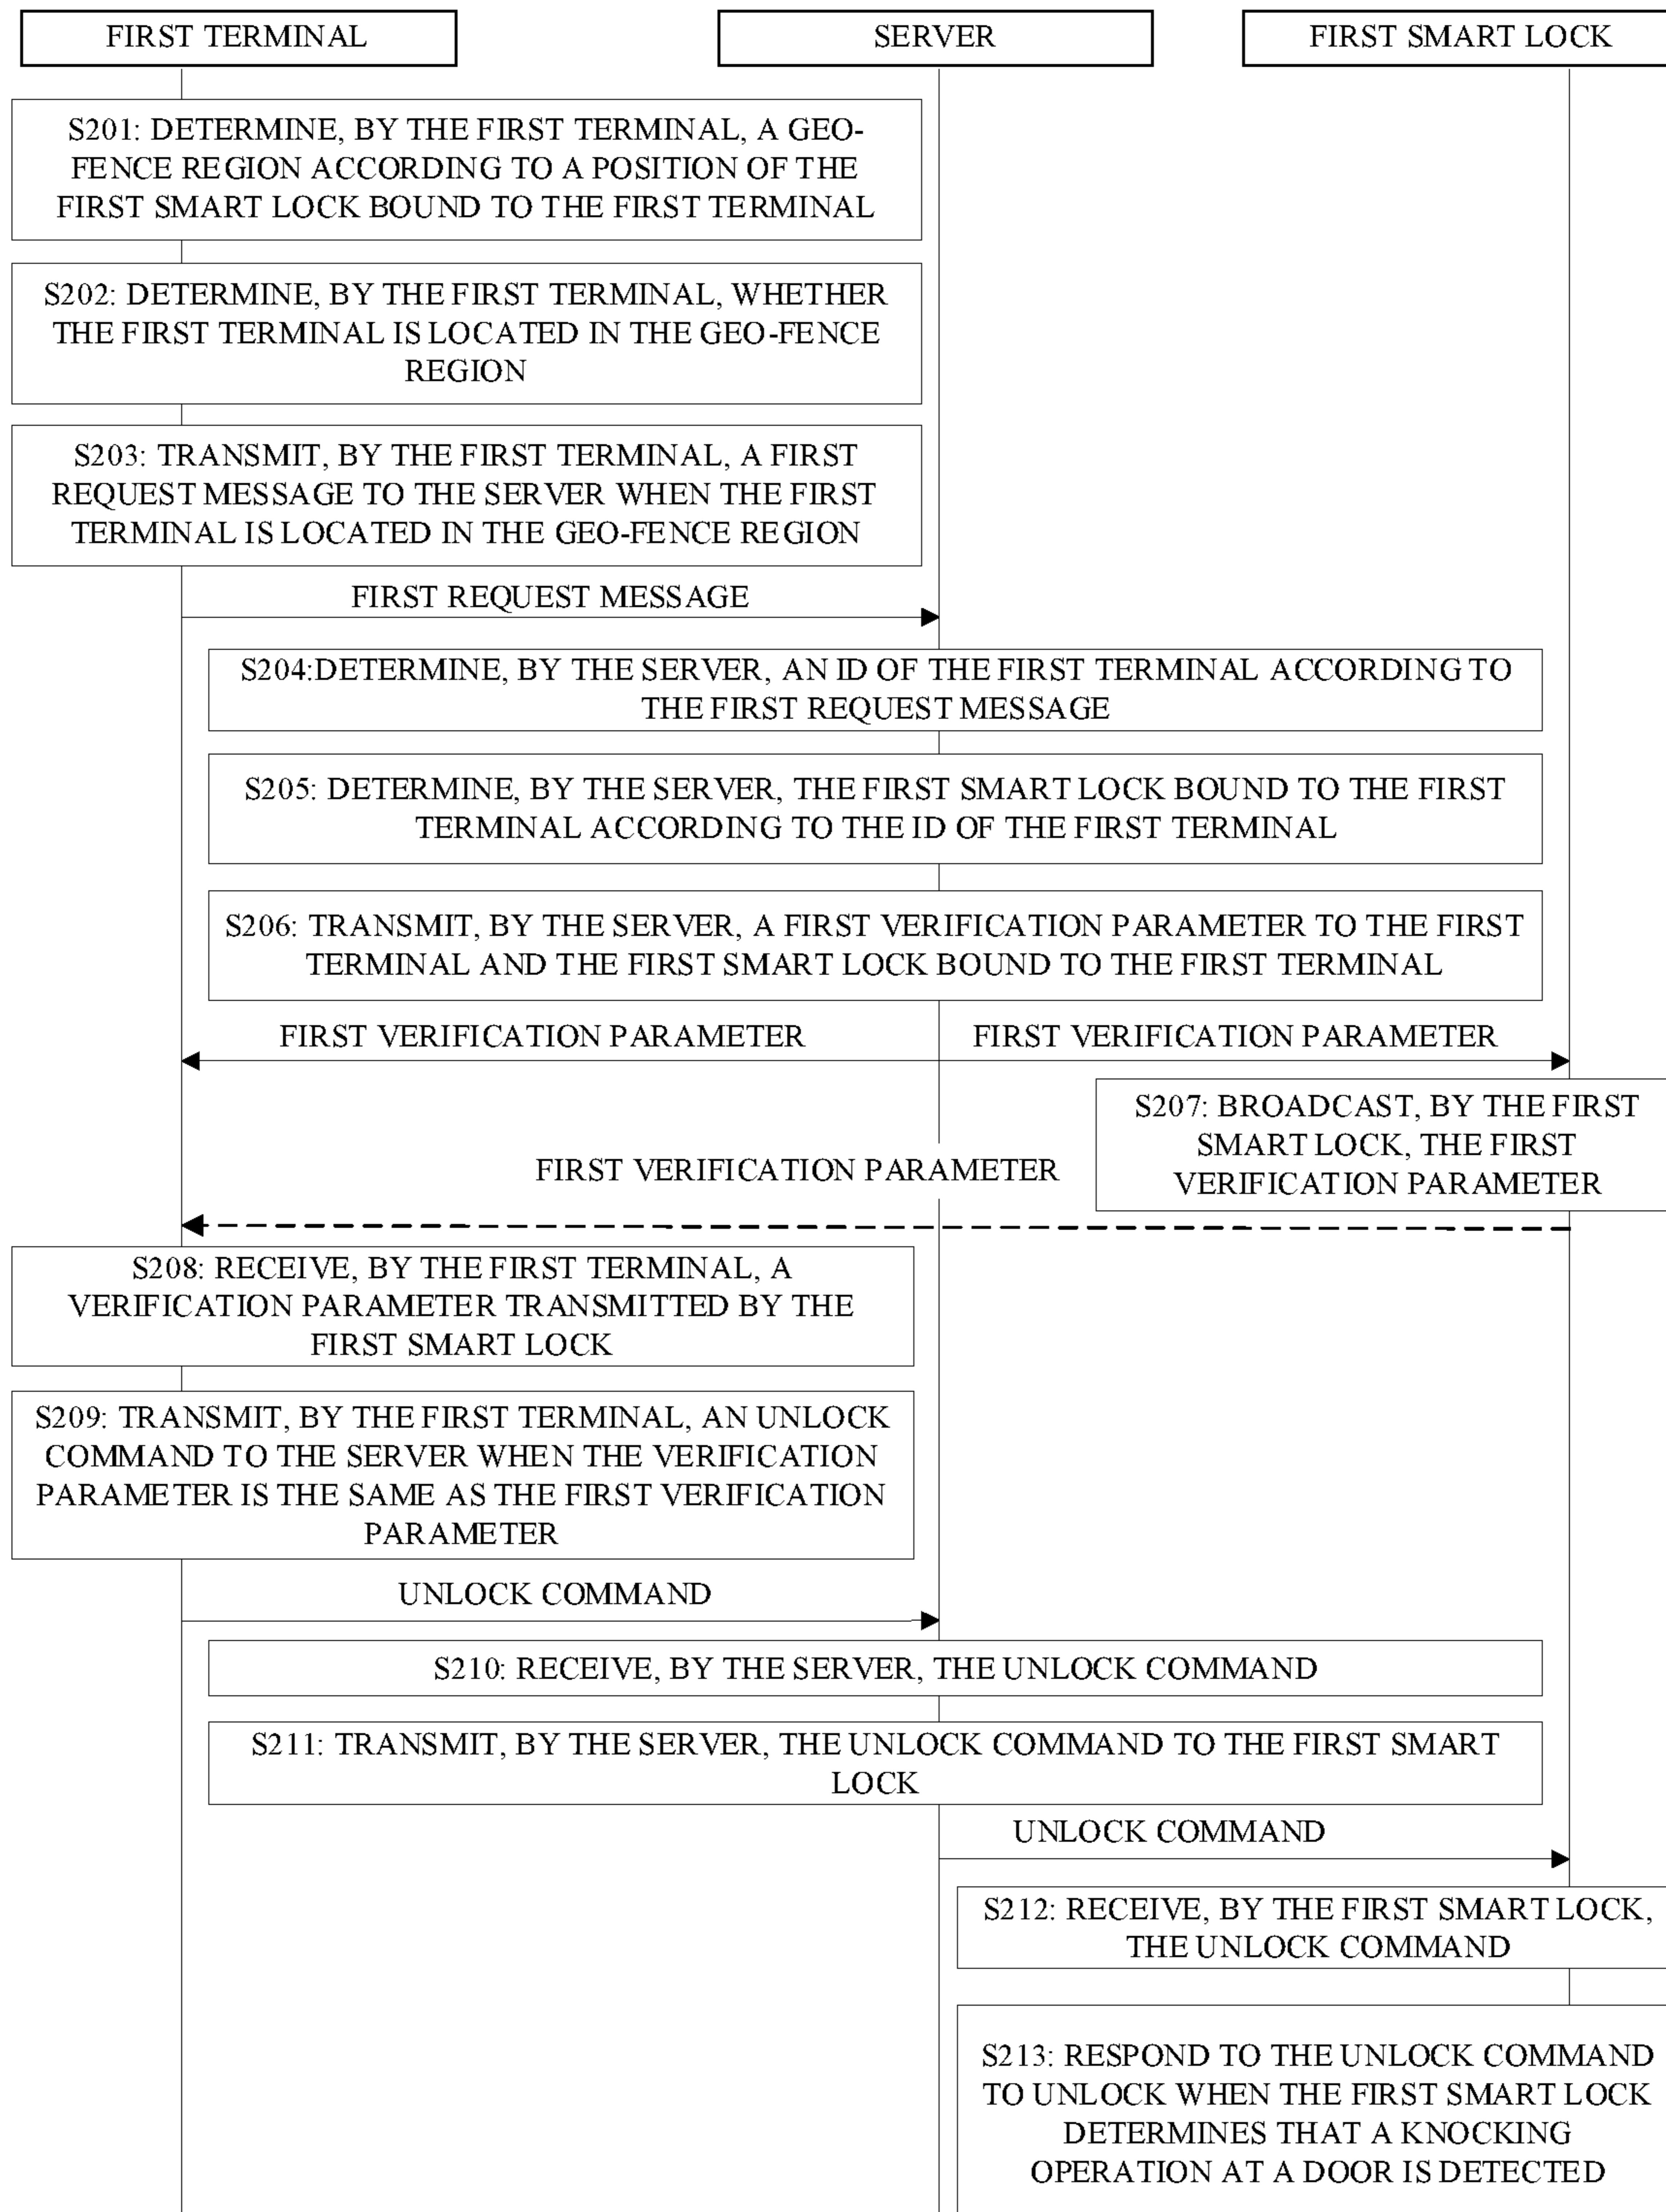 FIRST TERMINAL
SERVER
FIRST SMART LOCK
S201: DETERMINE, BY THE FIRST TERMINAL, A GEO-
FENCE REGION ACCORDING TO A POSITION OF THE
FIRST SMART LOCK BOUND TO THE FIRST TERMINAL
S202: DETERMINE, BY THE FIRST TERMINAL, WHETHER
THE FIRST TERMINAL IS LOCATED IN THE GEO-FENCE
REGION
S203: TRANSMIT, BY THE FIRST TERMINAL, A FIRST
REQUEST MESSAGE TO THE SERVER WHEN THE FIRST
TERMINAL IS LOCATED IN THE GEO-FENCE REGION
FIRST REQUEST MESSAGE
S204:DETERMINE, BY THE SERVER, AN ID OF THE FIRST TERMINAL ACCORDING TO
THE FIRST REQUEST MESSAGE
S205: DETERMINE, BY THE SERVER, THE FIRST SMART LOCK BOUND TO THE FIRST
TERMINAL ACCORDING TO THE ID OF THE FIRST TERMINAL
S206: TRANSMIT, BY THE SERVER, A FIRST VERIFICATION PARAMETER TO THE FIRST
TERMINAL AND THE FIRST SMART LOCK BOUND TO THE FIRST TERMINAL
FIRST VERIFICATION PARAMETER
FIRST VERIFICATION PARAMETER
S207: BROADCAST, BY THE FIRST
SMART LOCK, THE FIRST
VERIFICATION PARAMETER
FIRST VERIFICATION PARAMETER
S208: RECEIVE, BY THE FIRST TERMINAL, A
VERIFICATION PARAMETER TRANSMITTED BY THE
FIRST SMART LOCK
S209: TRANSMIT, BY THE FIRST TERMINAL, AN UNLOCK
COMMAND TO THE SERVER WHEN THE VERIFICATION
PARAMETER IS THE SAME AS THE FIRST VERIFICATION
PARAMETER
UNLOCK COMMAND
S210: RECEIVE, BY THE SERVER, THE UNLOCK COMMAND
S211: TRANSMIT, BY THE SERVER, THE UNLOCK COMMAND TO THE FIRST SMART
LOCK
UNLOCK COMMAND
S212: RECEIVE, BY THE FIRST SMART LOCK,
THE UNLOCK COMMAND
S213: RESPOND TO THE UNLOCK COMMAND
TO UNLOCK WHEN THE FIRST SMART LOCK
DETERMINES THAT A KNOCKING
OPERATION AT A DOOR IS DETECTED